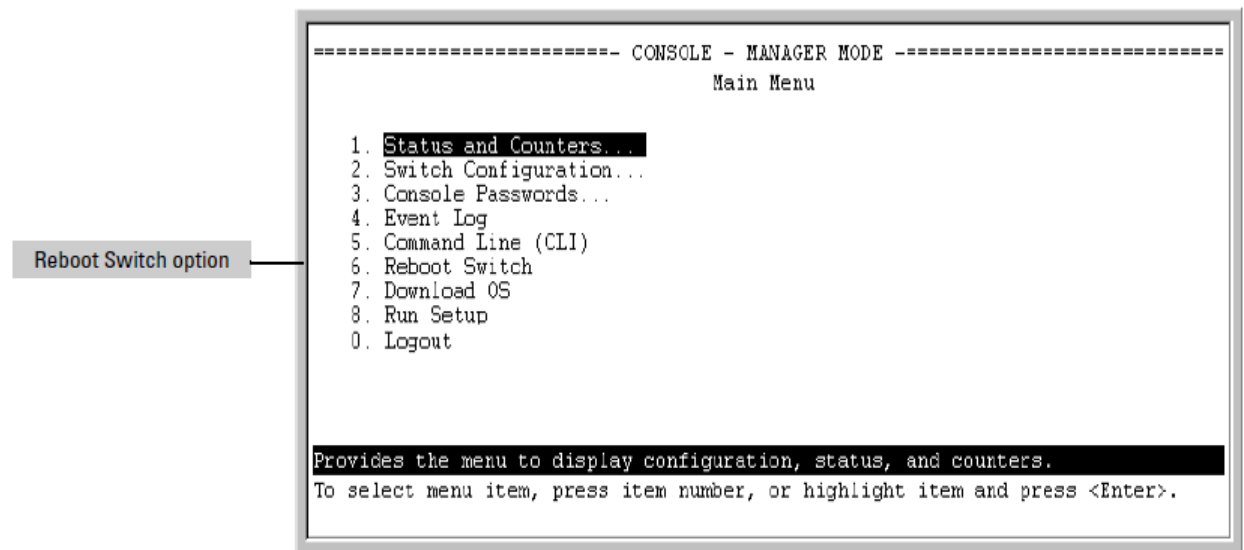 ===========================- CONSOLE - MANAGER MODE -============================
Main Menu
1. Status and Counters...
2. Switch Configuration...
3. Console Passwords...
4. Event Log
5. Command Line (CLI)
Reboot Switch option
6. Reboot Switch
7. Download OS
8. Run Setup
0. Logout
Provides the menu to display configuration, status, and counters.
To select menu item, press item number, or highlight item and press <Enter>.